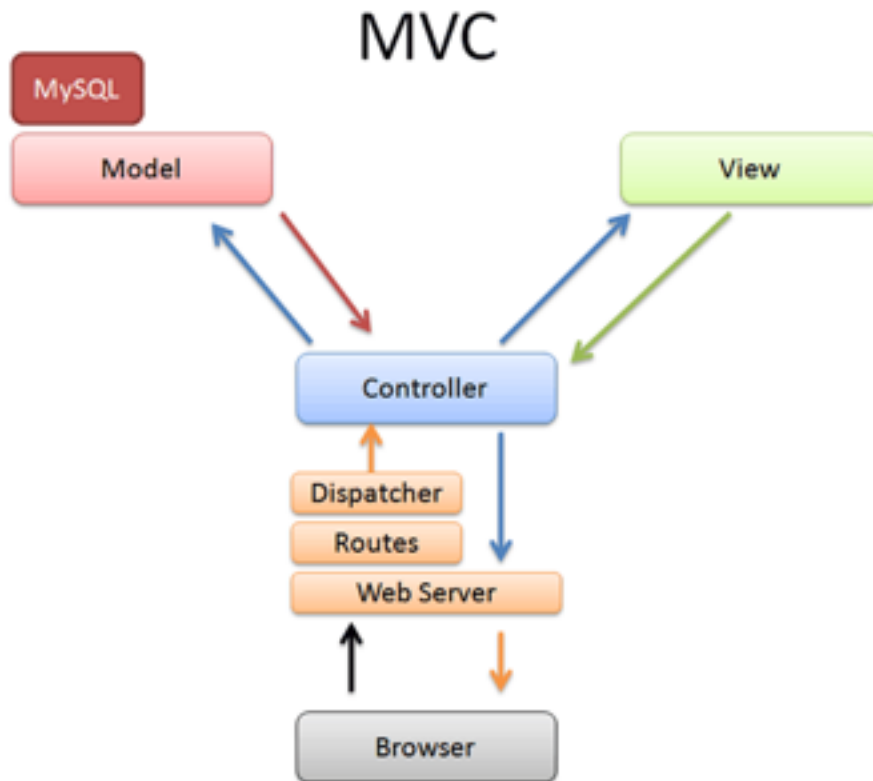 MVC
MySQL
Model
View
Controller
Dispatcher
Routes
Web Server
Browser